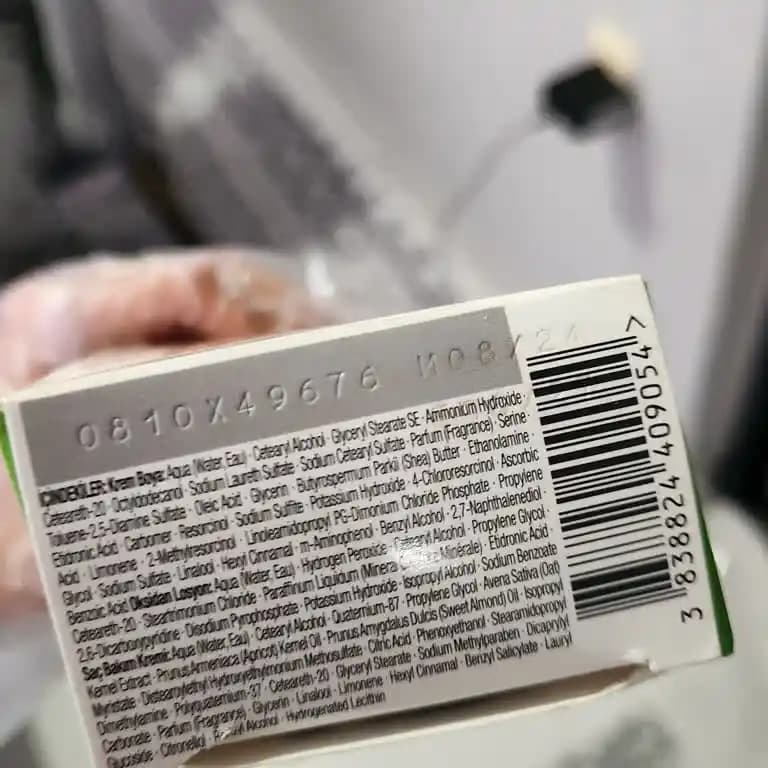 0810X49676 M08/24
İÇİNDEKİLER: Krem Boya: Aqua (Water, Eau) · Cetearyl Alcohol · Glyceryl Stearate SE · Ammonium Hydroxide ·
Ceteareth-20 · Octyldodecanol · Sodium Laureth Sulfate · Sodium Cetearyl Sulfate · Parfum (Fragrance) · Serine ·
Toluene-2,5-Diamine Sulfate · Oleic Acid · Glycerin · Butyrospermum Parkii (Shea) Butter · Ethanolamine ·
Etidronic Acid · Carbomer · Resorcinol · Sodium Sulfite · Potassium Hydroxide · 4-Chlororesorcinol · Ascorbic
Acid · Limonene · 2-Methylresorcinol · Linoleamidopropyl PG-Dimonium Chloride Phosphate · Propylene
Glycol · Sodium Sulfate · Linalool · Hexyl Cinnamal · m-Aminophenol · Benzyl Alcohol · 2,7-Naphthalenediol ·
Benzoic Acid Oksidan Losyon: Aqua (Water, Eau) · Hydrogen Peroxide · Cetearyl Alcohol · Propylene Glycol ·
Ceteareth-20 · Steartrimonium Chloride · Paraffinum Liquidum (Mineral Minérale) · Etidronic Acid ·
2,6-Dicarboxypyridine · Disodium Pyrophosphate · Potassium Hydroxide · Isopropyl Alcohol · Sodium Benzoate
Saç Bakım Kremi: Aqua (Water, Eau) · Cetearyl Alcohol · Quaternium-87 · Propylene Glycol · Avena Sativa (Oat)
Kernel Extract · Prunus Armeniaca (Apricot) Kernel Oil · Prunus Amygdalus Dulcis (Sweet Almond) Oil · Isopropyl
Myristate · Distearoylethyl Hydroxyethylmonium Methosulfate · Citric Acid · Phenoxyethanol · Stearamidopropyl
Dimethylamine · Polyquaternium-37 · Ceteareth-20 · Glyceryl Stearate · Sodium Methylparaben · Dicaprylyl
Carbonate · Parfum (Fragrance) · Glycerin · Linalool · Limonene · Hexyl Cinnamal · Benzyl Salicylate · Lauryl
Glucoside · Citronellol · Alcohol · Hydrogenated Lecithin
3 838824 409054 >